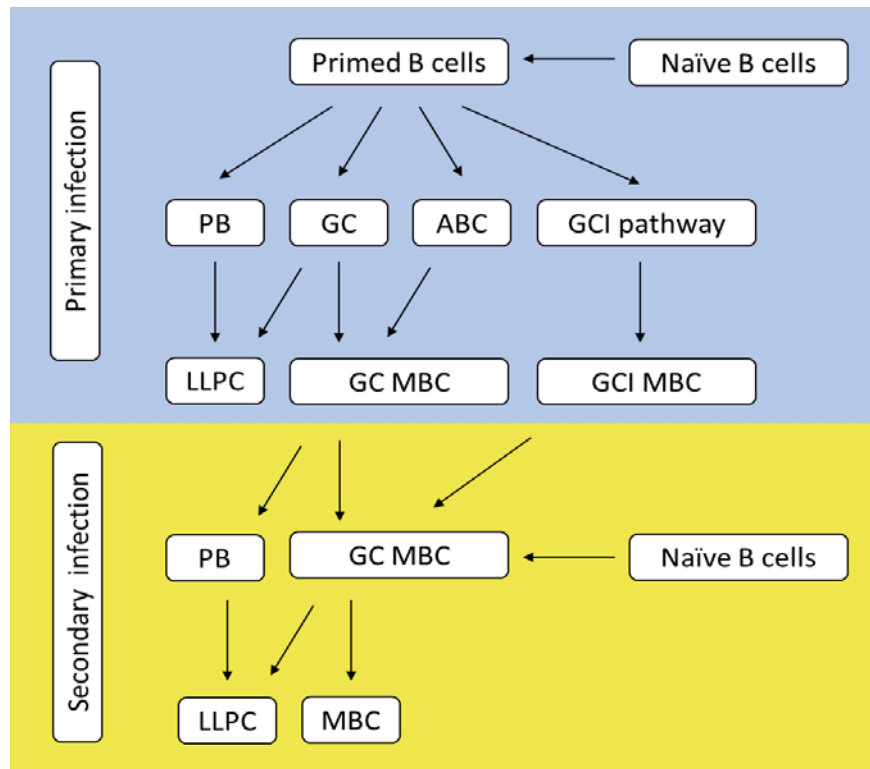 Primary infection
Primed B cells
Naïve B cells
PB
GC
ABC
GCI pathway
LLPC
GC MBC
GCI MBC
Secondary infection
PB
GC MBC
Naïve B cells
LLPC
MBC